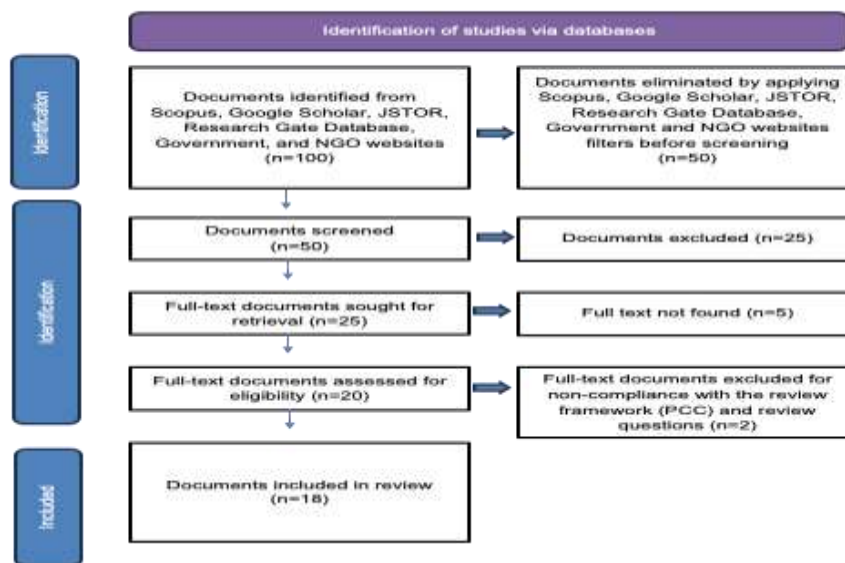 Identification of studies via databases
Identification
Documents identified from
Scopus, Google Scholar, JSTOR,
Research Gate Database,
Government, and NGO websites
(n=100)
Documents eliminated by applying
Scopus, Google Scholar, JSTOR,
Research Gate Database,
Government and NGO websites
filters before screening
(n=50)
Identification
Documents screened
(n=50)
Documents excluded (n=25)
Full-text documents sought for
retrieval (n=25)
Full text not found (n=5)
Full-text documents assessed for
eligibility (n=20)
Full-text documents excluded for
non-compliance with the review
framework (PCC) and review
questions (n=2)
Included
Documents included in review
(n=18)